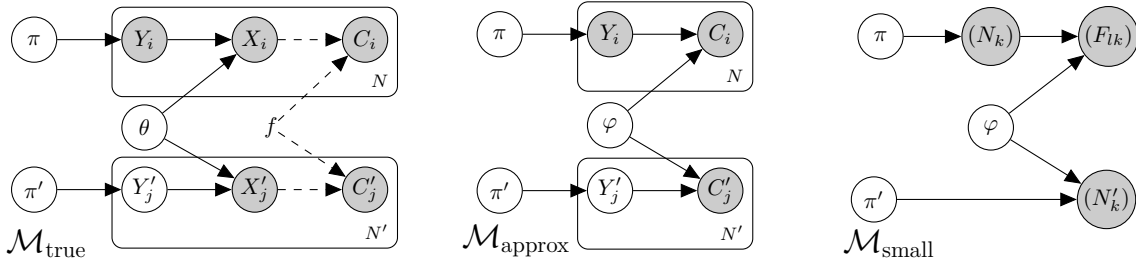 π Y_i X_i C_i N
θ f
π′ Y′_j X′_j C′_j N′
𝓜_true
π Y_i C_i N
φ
π′ Y′_j C′_j N′
𝓜_approx
π (N_k) (F_lk)
φ
π′ (N′_k)
𝓜_small